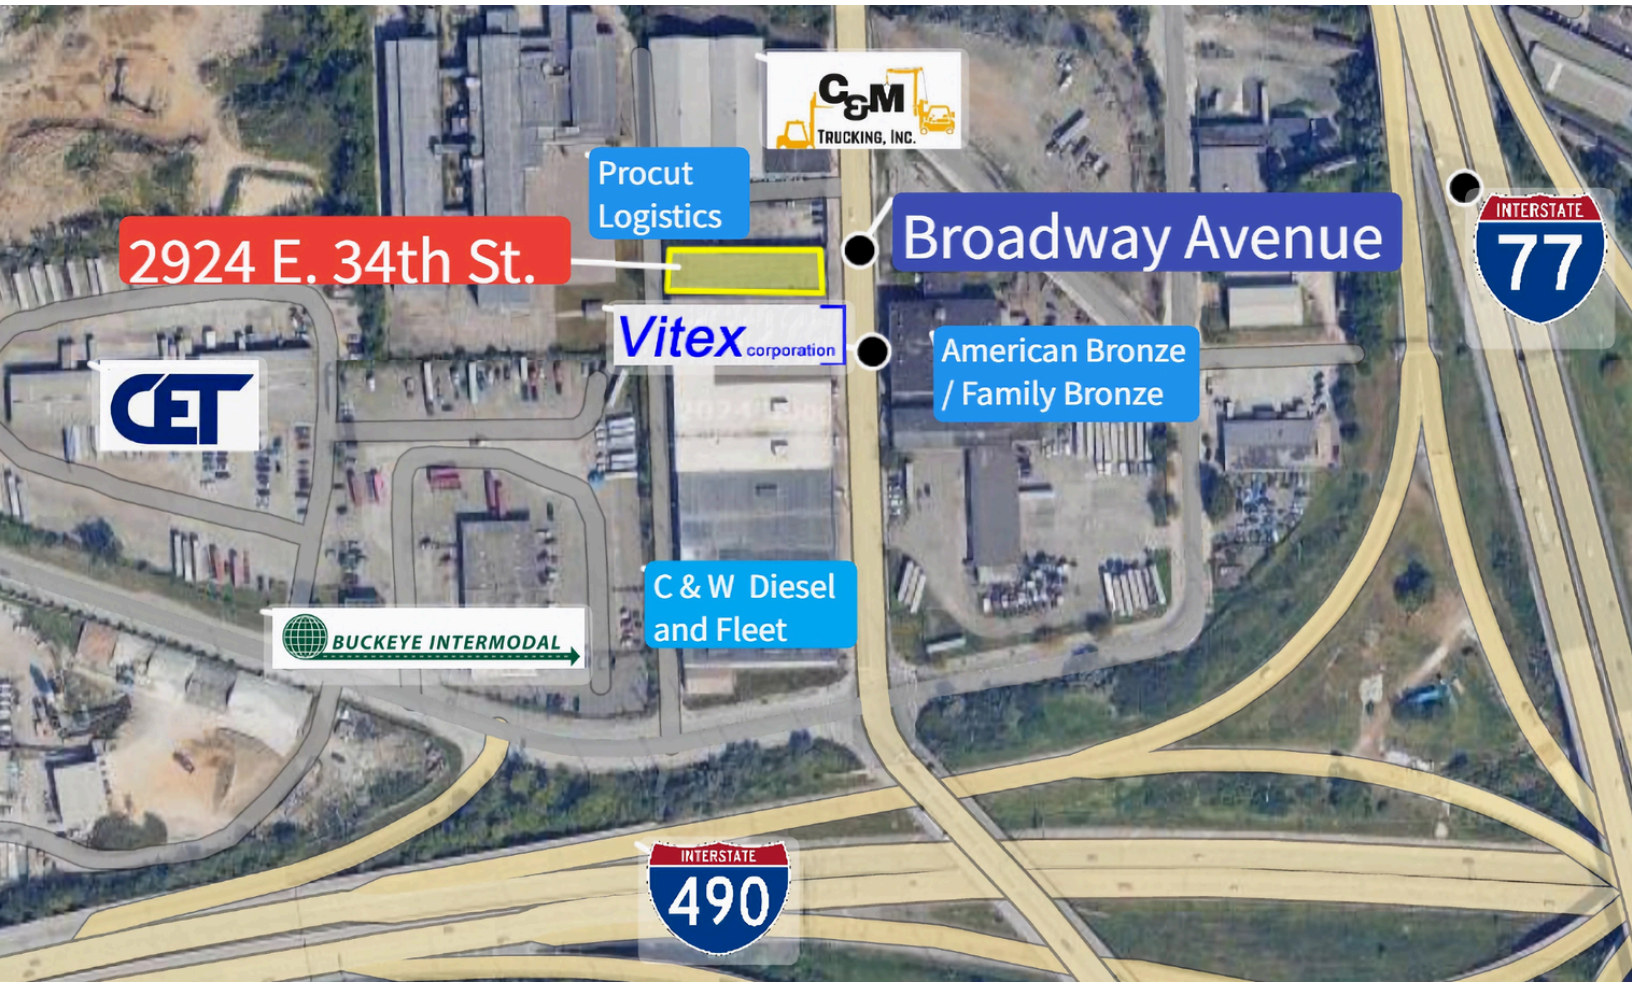 C&M
TRUCKING, INC.
Procut
Logistics
2924 E. 34th St.
Broadway Avenue
INTERSTATE
77
Vitex corporation
American Bronze
/ Family Bronze
CET
C & W Diesel
and Fleet
BUCKEYE INTERMODAL
INTERSTATE
490